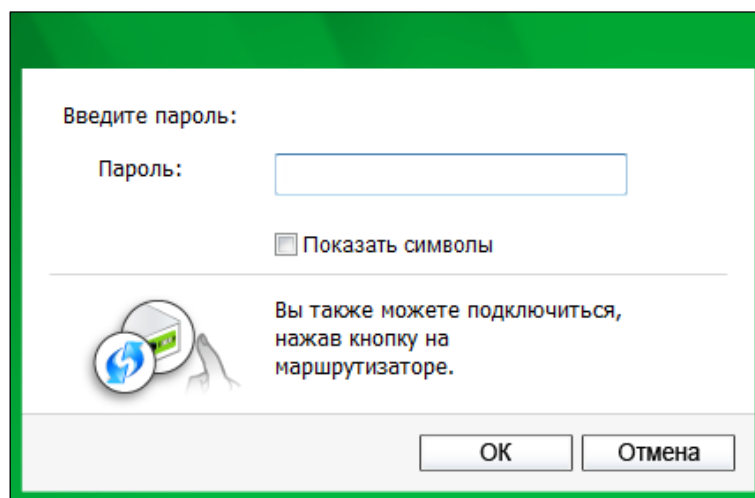 Введите пароль:
Пароль:
Показать символы
Вы также можете подключиться,
нажав кнопку на
маршрутизаторе.
ОК
Отмена